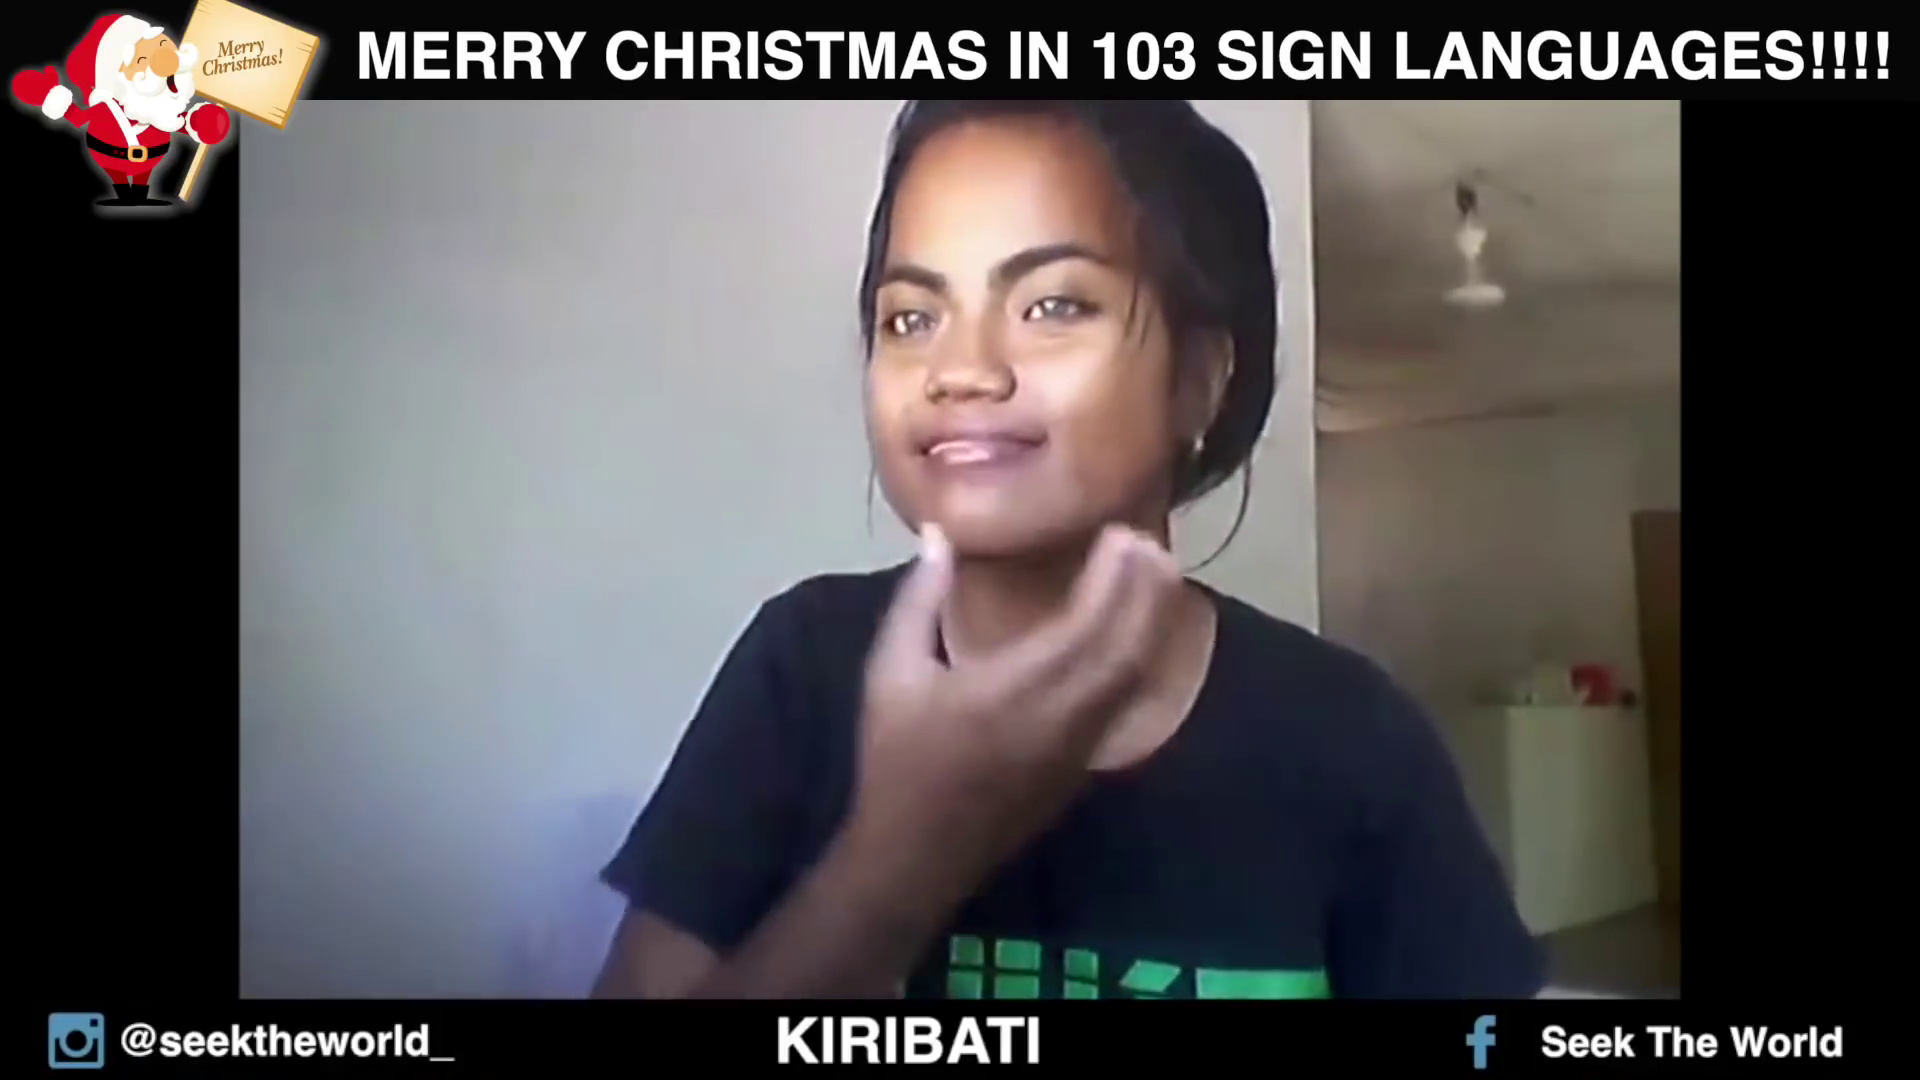 Merry
Christmas!
MERRY CHRISTMAS IN 103 SIGN LANGUAGES!!!!
@seektheworld_
KIRIBATI
Seek The World